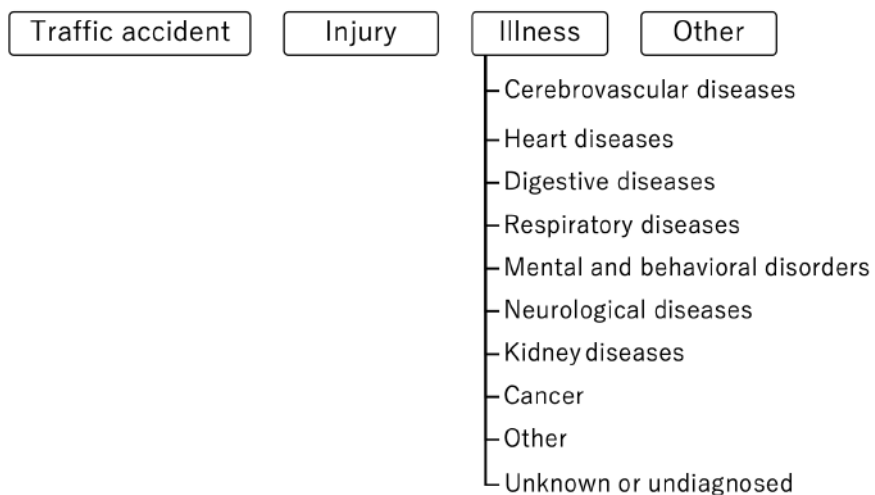 Traffic accident Injury Illness Other
Cerebrovascular diseases
Heart diseases
Digestive diseases
Respiratory diseases
Mental and behavioral disorders
Neurological diseases
Kidney diseases
Cancer
Other
Unknown or undiagnosed